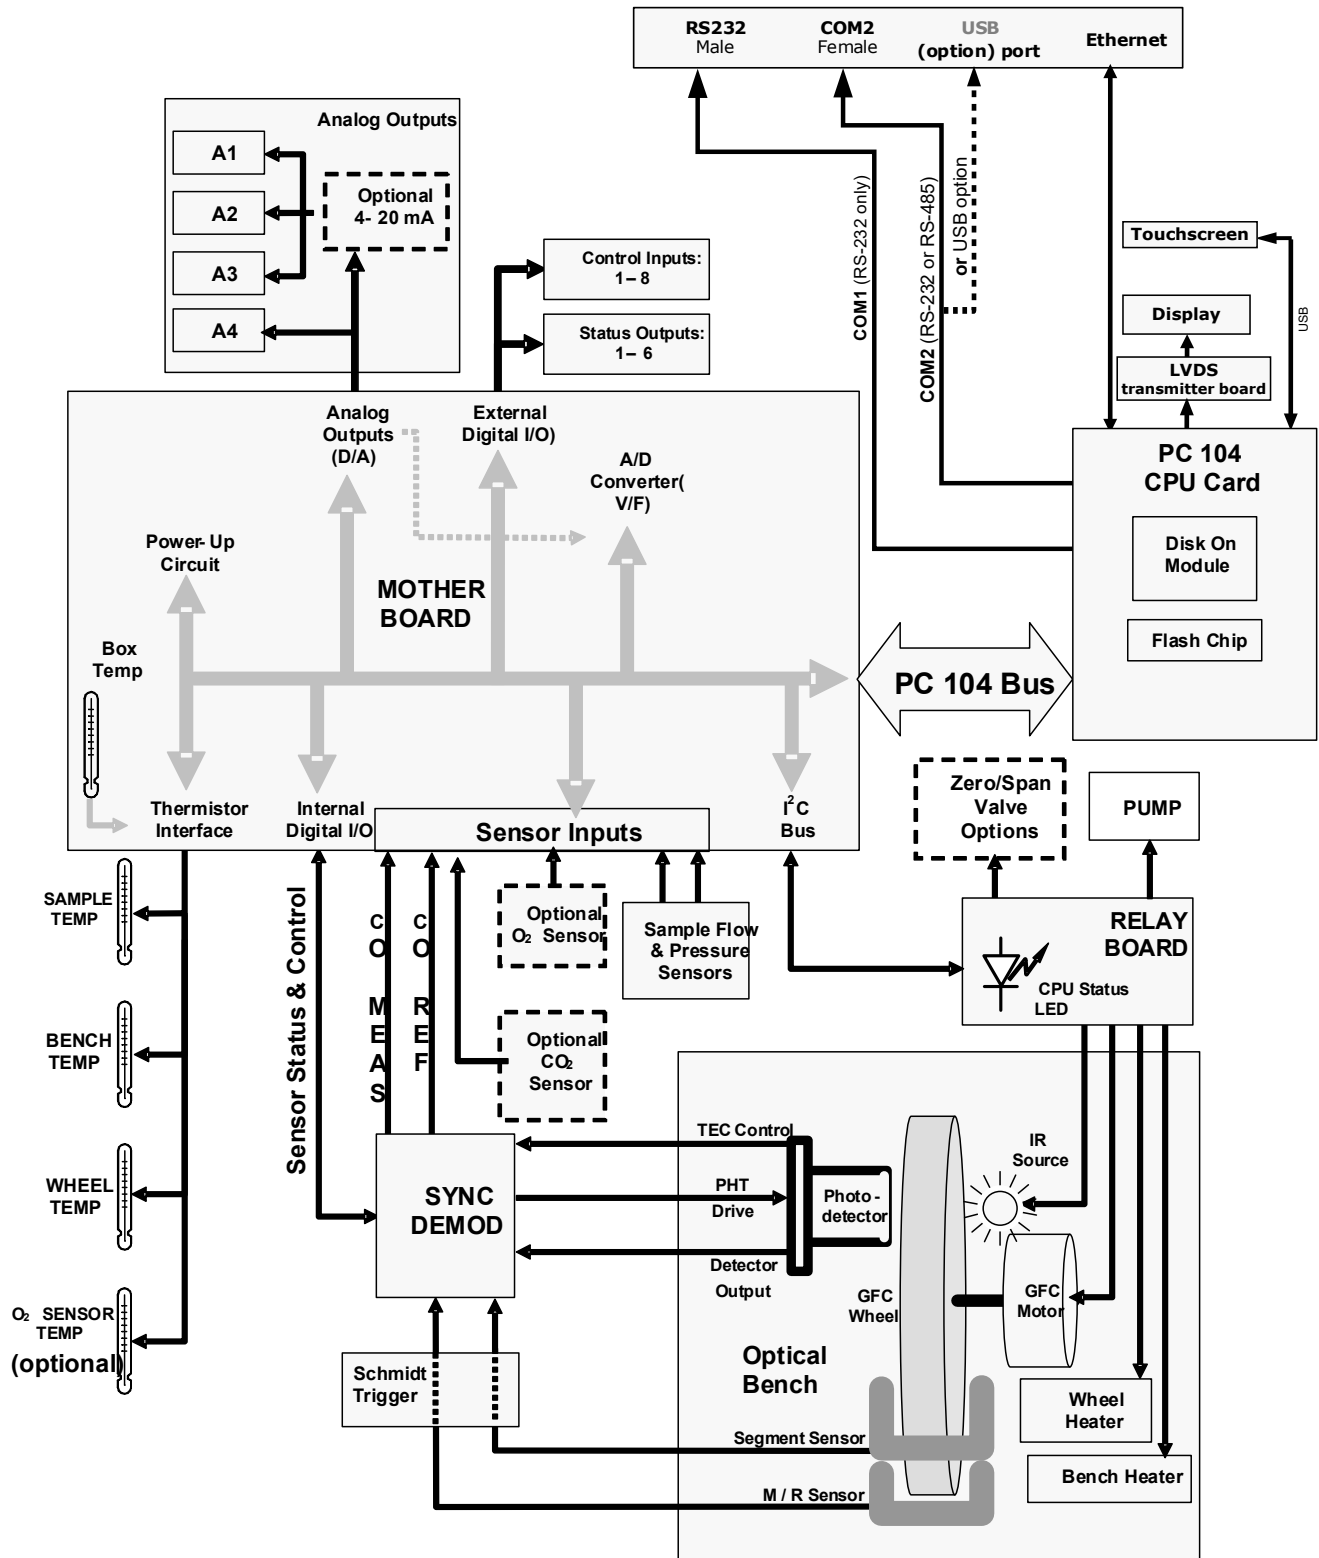 RS232
Male
COM2
Female
USB
(option) port
Ethernet
Analog Outputs
A1
A2
A3
A4
Optional
4- 20 mA
Control Inputs:
1 – 8
Status Outputs:
1 – 6
COM1 (RS-232 only)
COM2 (RS-232 or RS-485)
or USB option
Touchscreen
USB
Display
LVDS
transmitter board
PC 104
CPU Card
Disk On
Module
Flash Chip
Analog
Outputs
(D/A)
External
Digital I/O)
A/D
Converter(
V/F)
Power- Up
Circuit
MOTHER
BOARD
Box
Temp
PC 104 Bus
Thermistor
Interface
Internal
Digital I/O
Sensor Inputs
I²C
Bus
Zero/Span
Valve
Options
PUMP
SAMPLE
TEMP
BENCH
TEMP
WHEEL
TEMP
O₂ SENSOR
TEMP
(optional)
Sensor Status & Control
CO MEAS
CO REF
Optional
O₂ Sensor
Sample Flow
& Pressure
Sensors
Optional
CO₂
Sensor
RELAY
BOARD
CPU Status
LED
SYNC
DEMOD
TEC Control
PHT
Drive
Detector
Output
Photo-
detector
IR
Source
GFC
Wheel
GFC
Motor
Optical
Bench
Schmidt
Trigger
Wheel
Heater
Segment Sensor
Bench Heater
M / R Sensor